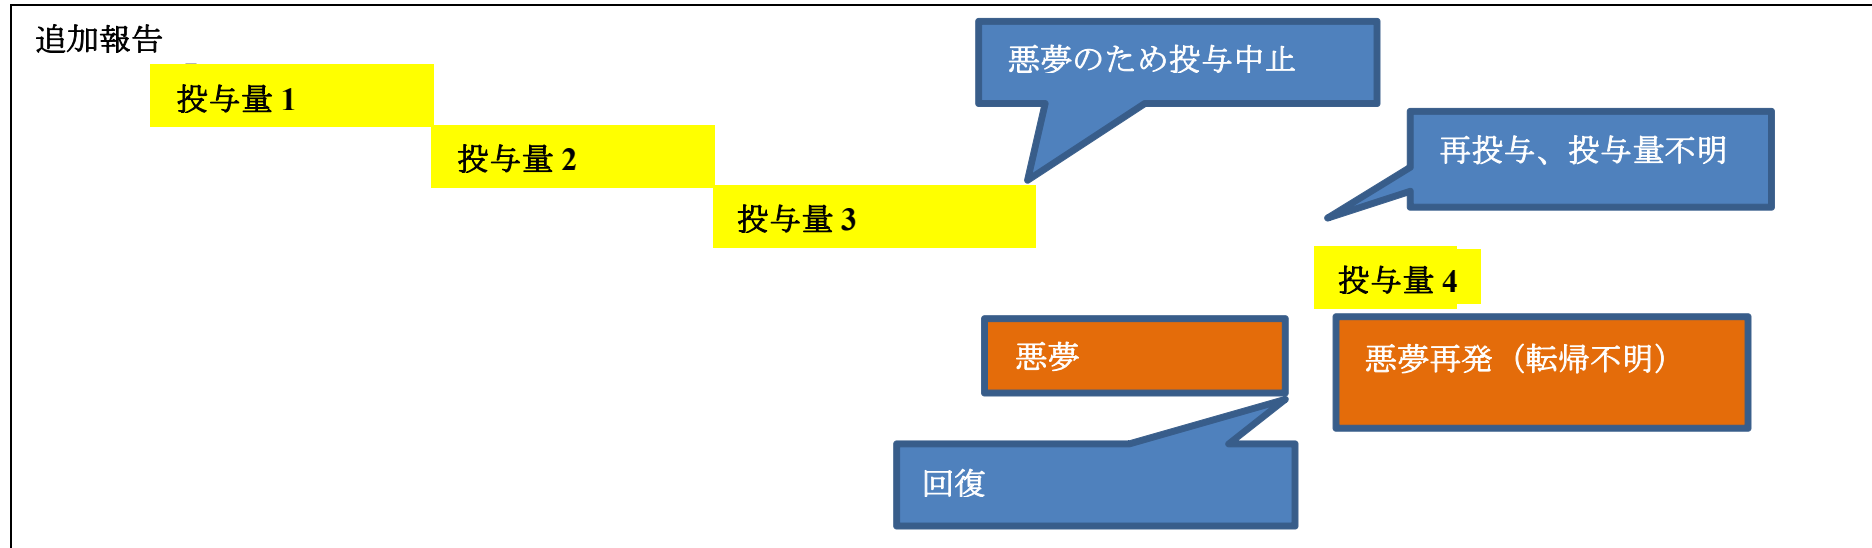 追加報告
悪夢のため投与中止
投与量 1
再投与、投与量不明
投与量 2
投与量 3
投与量 4
悪夢
悪夢再発（転帰不明）
回復